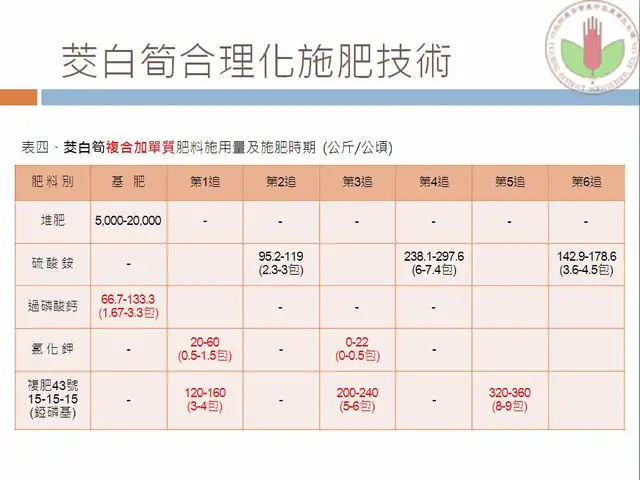 茭白筍合理化施肥技術
表四、茭白筍複合加單質肥料施用量及施肥時期 (公斤/公頃)
肥料別 基 肥 第1追 第2追 第3追 第4追 第5追 第6追
堆肥 5,000-20,000 - - - - - -
硫酸銨 - 95.2-119 238.1-297.6 142.9-178.6
(2.3-3包) (6-7.4包) (3.6-4.5包)
過磷酸鈣 66.7-133.3 - - -
(1.67-3.3包)
氯化鉀 - 20-60 - 0-22 -
(0.5-1.5包) (0-0.5包)
複肥43號
15-15-15
(錏磷基) - 120-160 - 200-240 - 320-360
(3-4包) (5-6包) (8-9包)